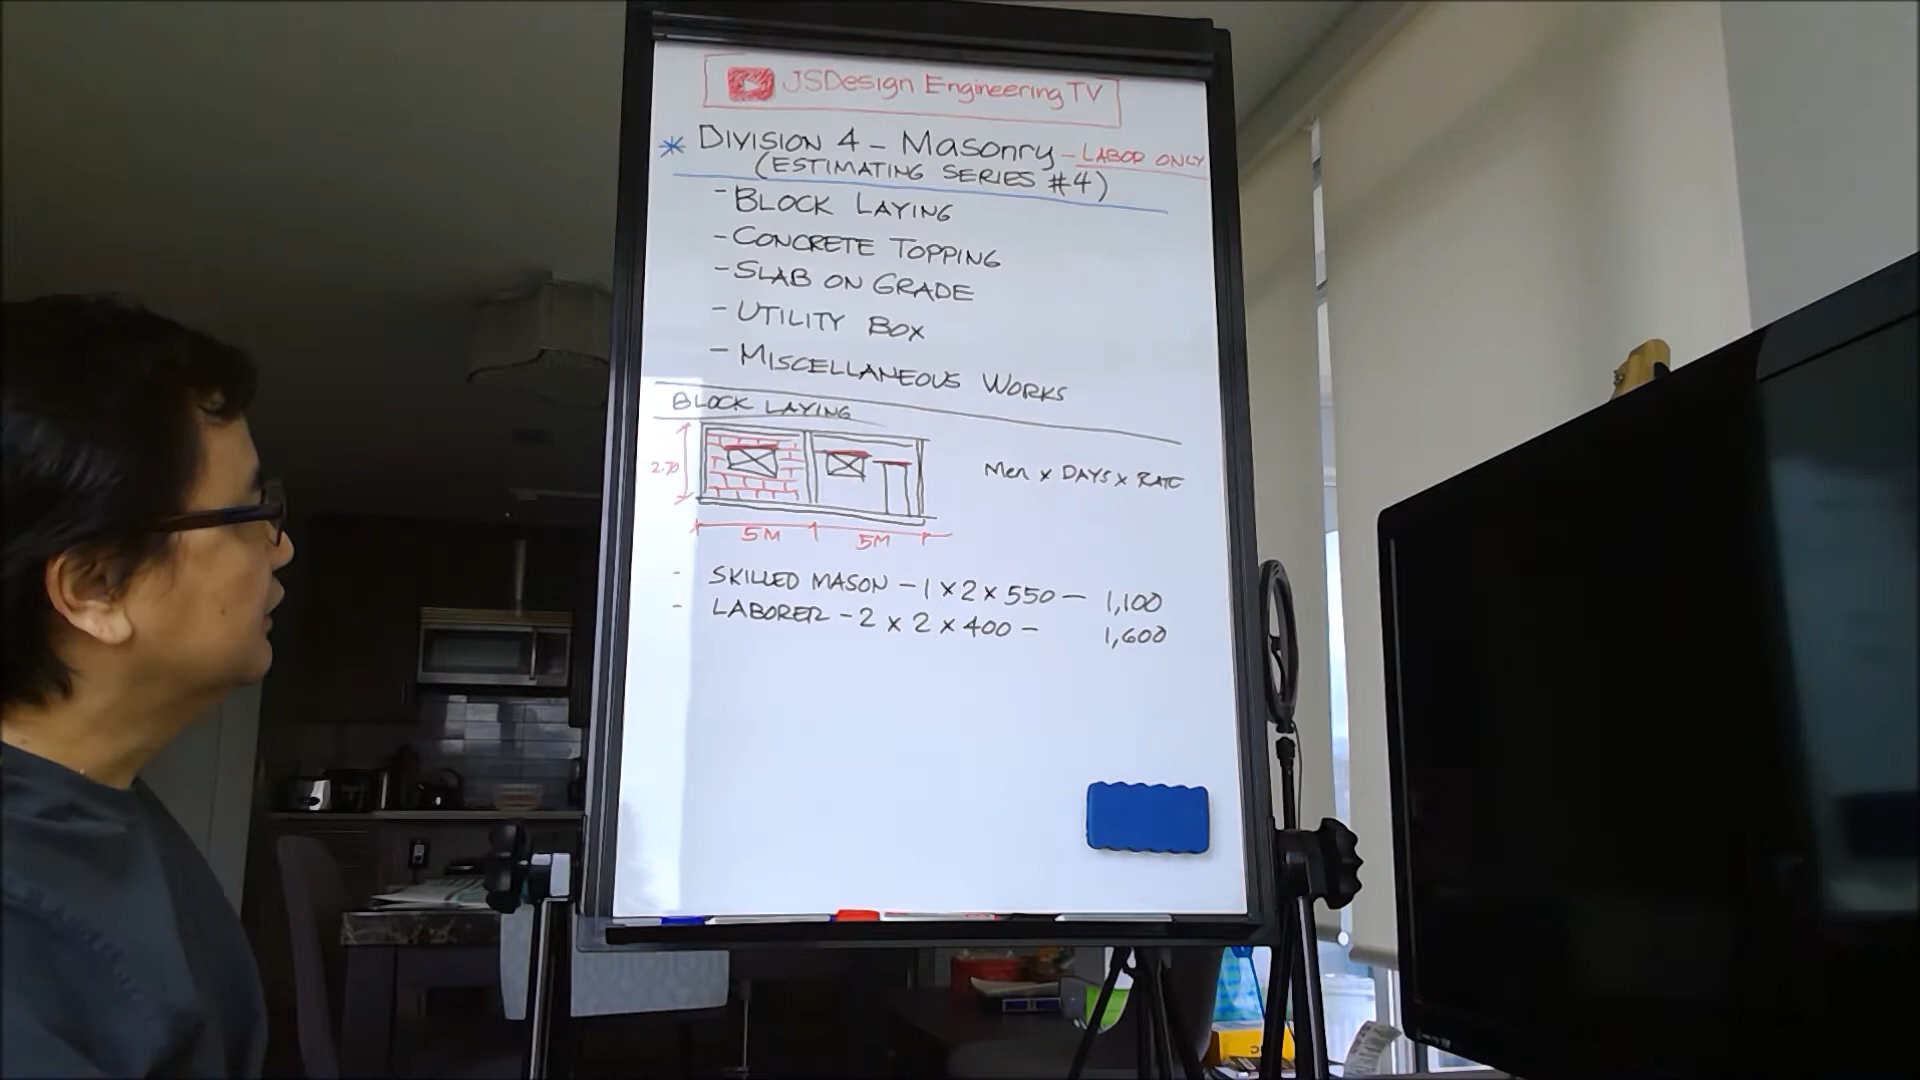 JSDesign Engineering TV
* DIVISION 4 - Masonry - LABOR ONLY
(ESTIMATING SERIES #4)
- BLOCK LAYING
- CONCRETE TOPPING
- SLAB ON GRADE
- UTILITY BOX
- MISCELLANEOUS WORKS
BLOCK LAYING
2.70
Men x DAYS x RATE
5M 5M
- SKILLED MASON - 1 x 2 x 550 - 1,100
- LABORER - 2 x 2 x 400 - 1,600